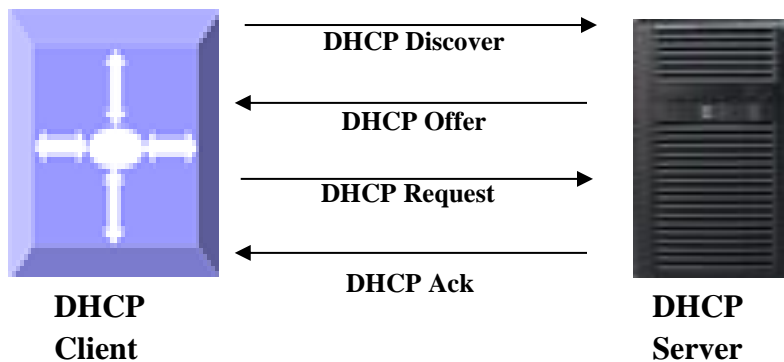 DHCP Discover
DHCP Offer
DHCP Request
DHCP Ack
DHCP
Client
DHCP
Server